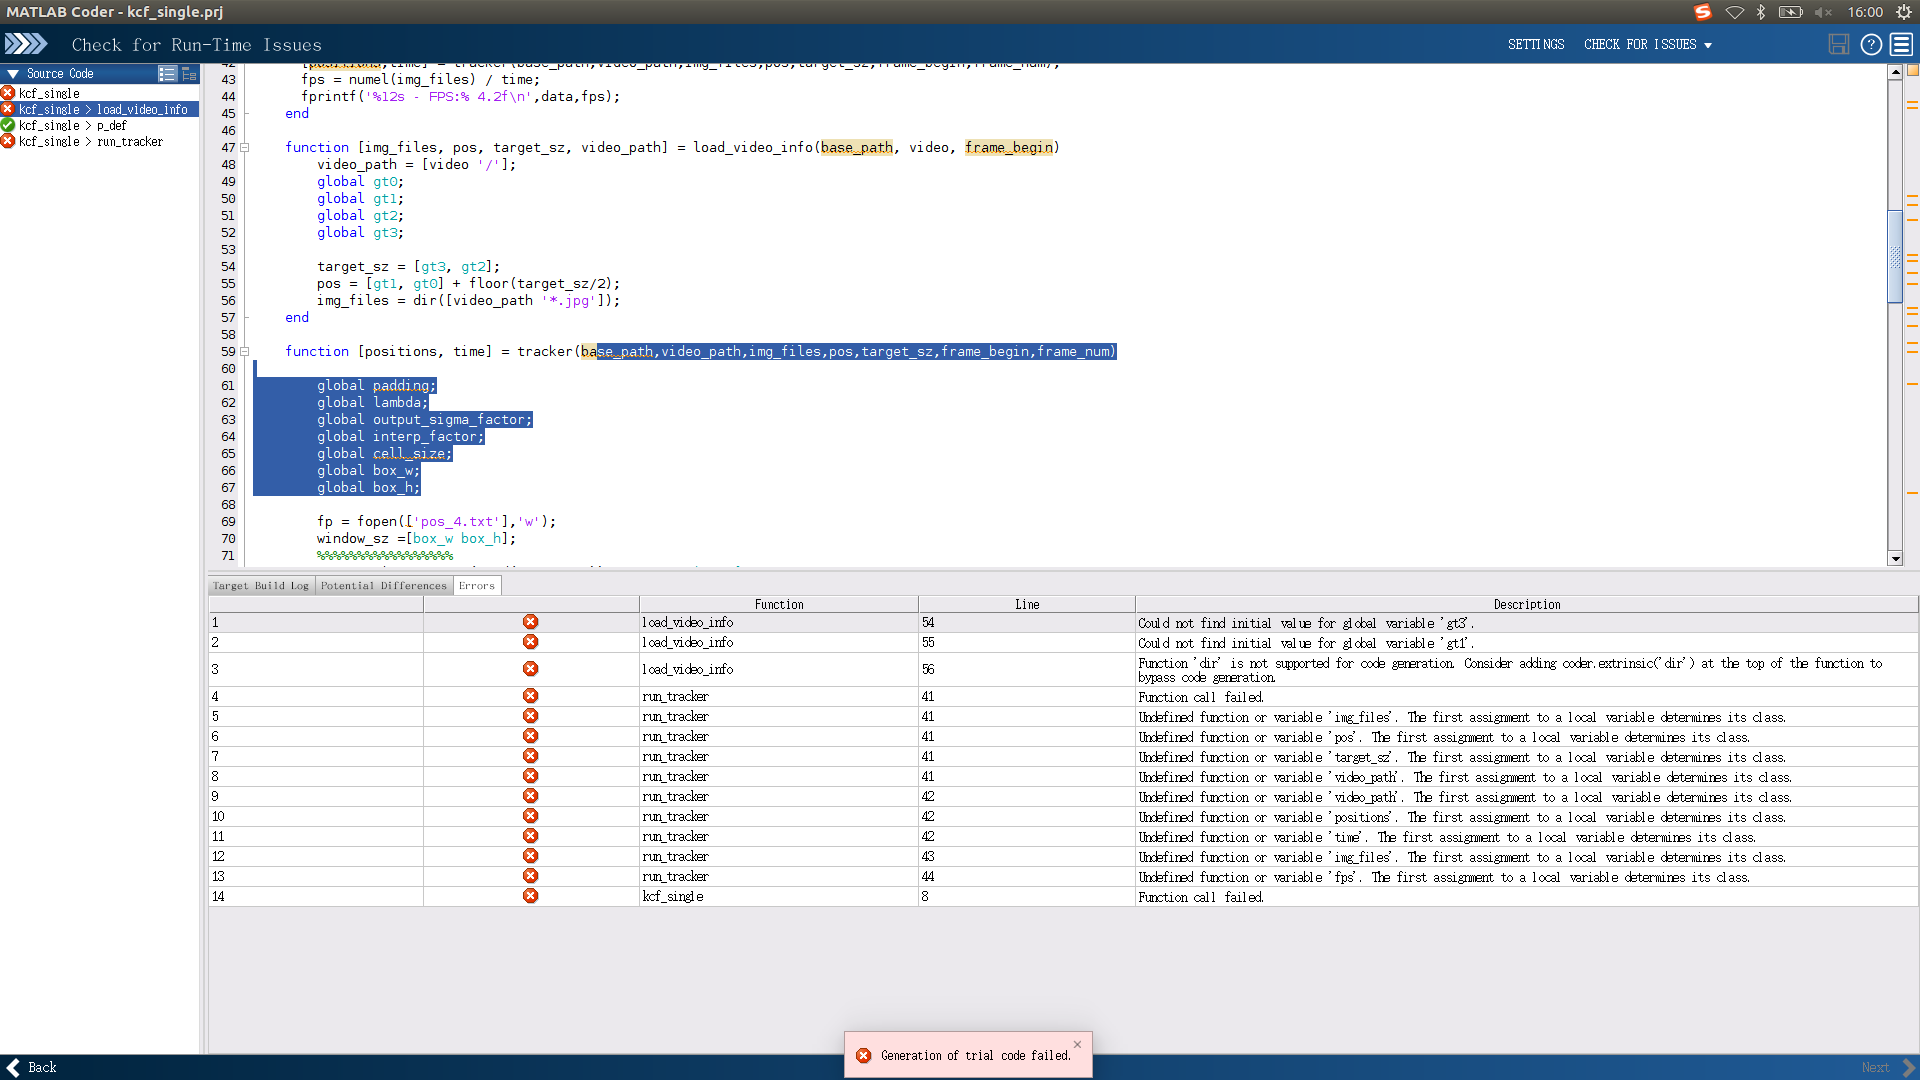 MATLAB Coder - kcf_single.prj
16:00
Check for Run-Time Issues
SETTINGS
CHECK FOR ISSUES
Source Code
kcf_single
kcf_single > load_video_info
kcf_single > p_def
kcf_single > run_tracker
43 fps = numel(img_files) / time;
44 fprintf('%12s - FPS:% 4.2f\n',data,fps);
45 end
46
47 function [img_files, pos, target_sz, video_path] = load_video_info(base_path, video, frame_begin)
48 video_path = [video '/'];
49 global gt0;
50 global gt1;
51 global gt2;
52 global gt3;
53
54 target_sz = [gt3, gt2];
55 pos = [gt1, gt0] + floor(target_sz/2);
56 img_files = dir([video_path '*.jpg']);
57 end
58
59 function [positions, time] = tracker(base_path,video_path,img_files,pos,target_sz,frame_begin,frame_num)
60
61 global padding;
62 global lambda;
63 global output_sigma_factor;
64 global interp_factor;
65 global cell_size;
66 global box_w;
67 global box_h;
68
69 fp = fopen(['pos_4.txt'],'w');
70 window_sz =[box_w box_h];
71 %%%%%%%%%%%%%%%%%
Target Build Log
Potential Differences
Errors
Function Line Description
1 load_video_info 54 Could not find initial value for global variable 'gt3'.
2 load_video_info 55 Could not find initial value for global variable 'gt1'.
3 load_video_info 56 Function 'dir' is not supported for code generation. Consider adding coder.extrinsic('dir') at the top of the function to
bypass code generation.
4 run_tracker 41 Function call failed.
5 run_tracker 41 Undefined function or variable 'img_files'. The first assignment to a local variable determines its class.
6 run_tracker 41 Undefined function or variable 'pos'. The first assignment to a local variable determines its class.
7 run_tracker 41 Undefined function or variable 'target_sz'. The first assignment to a local variable determines its class.
8 run_tracker 41 Undefined function or variable 'video_path'. The first assignment to a local variable determines its class.
9 run_tracker 42 Undefined function or variable 'video_path'. The first assignment to a local variable determines its class.
10 run_tracker 42 Undefined function or variable 'positions'. The first assignment to a local variable determines its class.
11 run_tracker 42 Undefined function or variable 'time'. The first assignment to a local variable determines its class.
12 run_tracker 43 Undefined function or variable 'img_files'. The first assignment to a local variable determines its class.
13 run_tracker 44 Undefined function or variable 'fps'. The first assignment to a local variable determines its class.
14 kcf_single 8 Function call failed.
Generation of trial code failed.
Back
Next